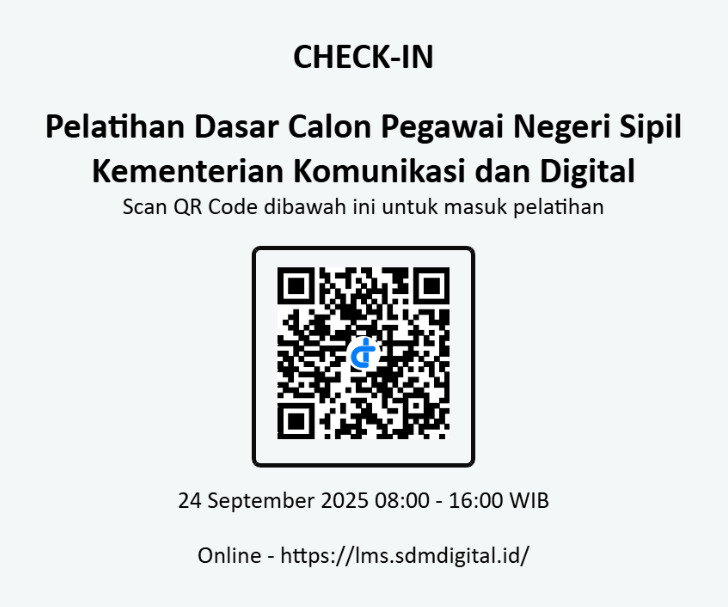 CHECK-IN
Pelatihan Dasar Calon Pegawai Negeri Sipil
Kementerian Komunikasi dan Digital
Scan QR Code dibawah ini untuk masuk pelatihan
24 September 2025 08:00 - 16:00 WIB
Online - https://lms.sdmdigital.id/